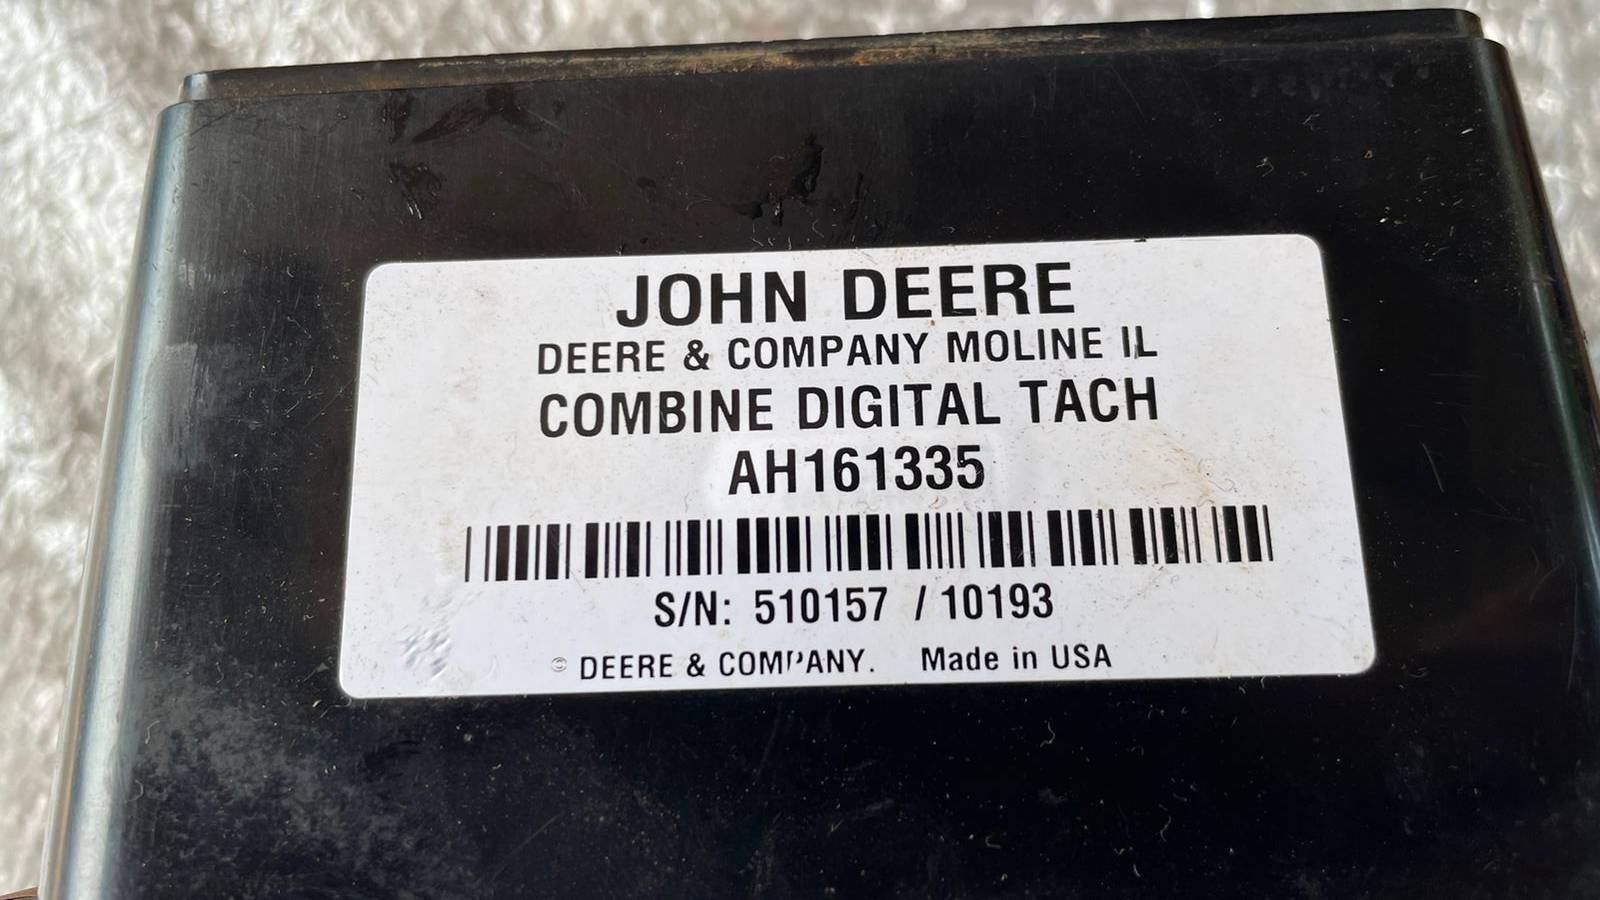 JOHN DEERE
DEERE & COMPANY MOLINE IL
COMBINE DIGITAL TACH
AH161335
S/N: 510157 / 10193
© DEERE & COMPANY. Made in USA